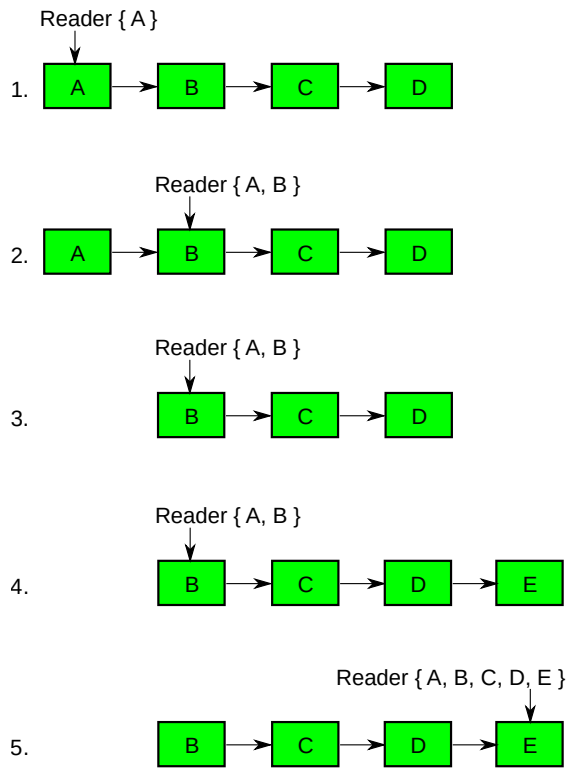 Reader { A }
1. A B C D
Reader { A, B }
2. A B C D
Reader { A, B }
3. B C D
Reader { A, B }
4. B C D E
Reader { A, B, C, D, E }
5. B C D E